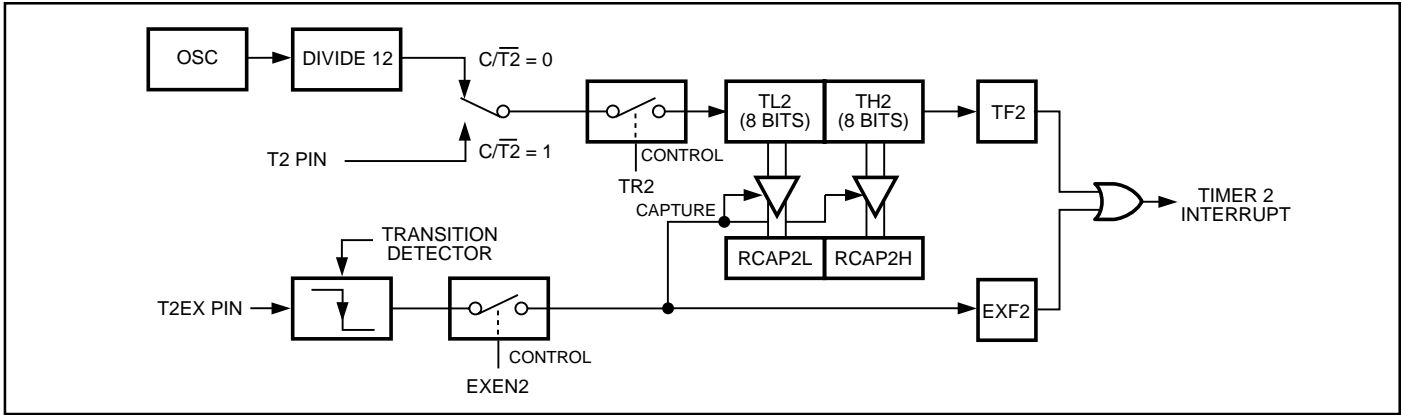 OSC
DIVIDE 12
C/T2 = 0
TL2
(8 BITS)
TH2
(8 BITS)
TF2
T2 PIN
C/T2 = 1
CONTROL
TR2
CAPTURE
TIMER 2
INTERRUPT
TRANSITION
DETECTOR
RCAP2L
RCAP2H
T2EX PIN
EXF2
CONTROL
EXEN2